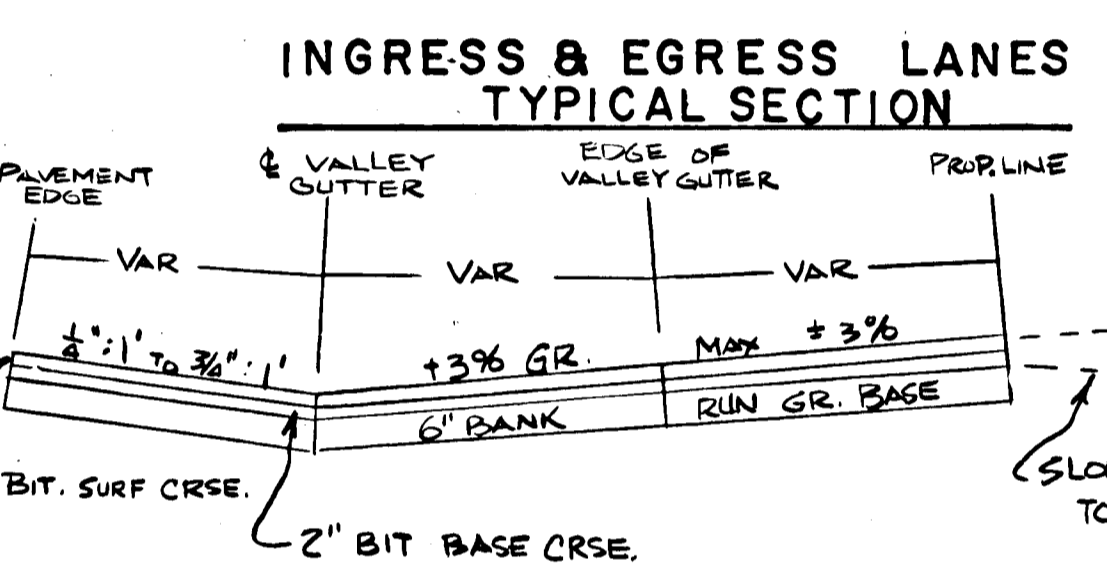 INGRESS & EGRESS LANES
TYPICAL SECTION
PAVEMENT
EDGE
℄ VALLEY
GUTTER
EDGE OF
VALLEY GUTTER
PROP. LINE
VAR
VAR
VAR
1/4" : 1' TO 3/4" : 1'
+3% GR.
MAX ± 3%
6" BANK
RUN GR. BASE
BIT. SURF CRSE.
2" BIT BASE CRSE.